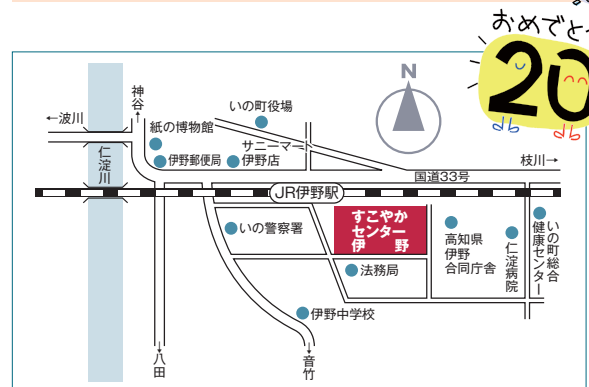 おめでと
20
N
←波川
神谷
いの町役場
紙の博物館
サニーマート
伊野郵便局
伊野店
枝川→
国道33号
仁淀川
JR伊野駅
すこやか
センター
伊 野
いの警察署
高知県
伊野
合同庁舎
仁淀病院
いの町総合
健康センター
法務局
伊野中学校
八田
音竹